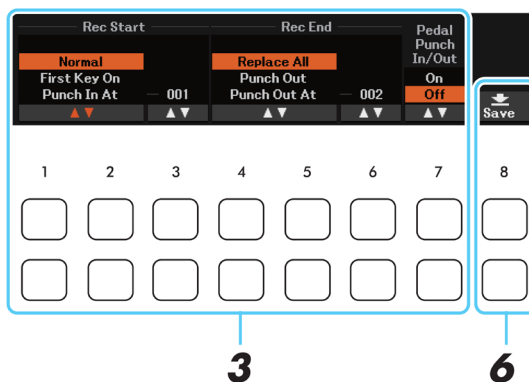 Rec Start
Rec End
Pedal
Punch
In/Out
Normal
First Key On
Punch In At
001
Replace All
Punch Out
Punch Out At
002
On
Off
Save
1 2 3 4 5 6 7 8
3
6